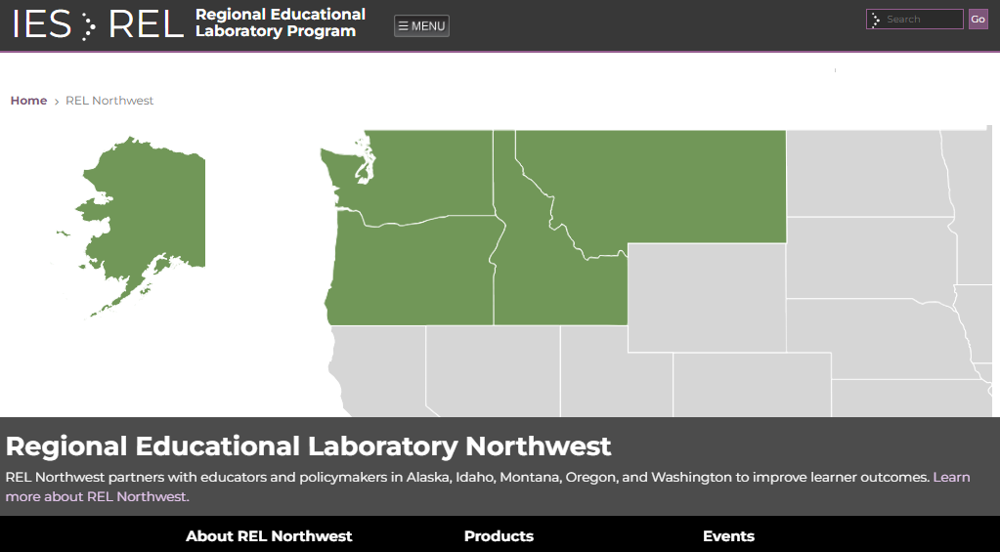 IES REL Regional Educational
Laboratory Program
☰ MENU
Search
Go
Home › REL Northwest
Regional Educational Laboratory Northwest
REL Northwest partners with educators and policymakers in Alaska, Idaho, Montana, Oregon, and Washington to improve learner outcomes. Learn
more about REL Northwest.
About REL Northwest Products Events